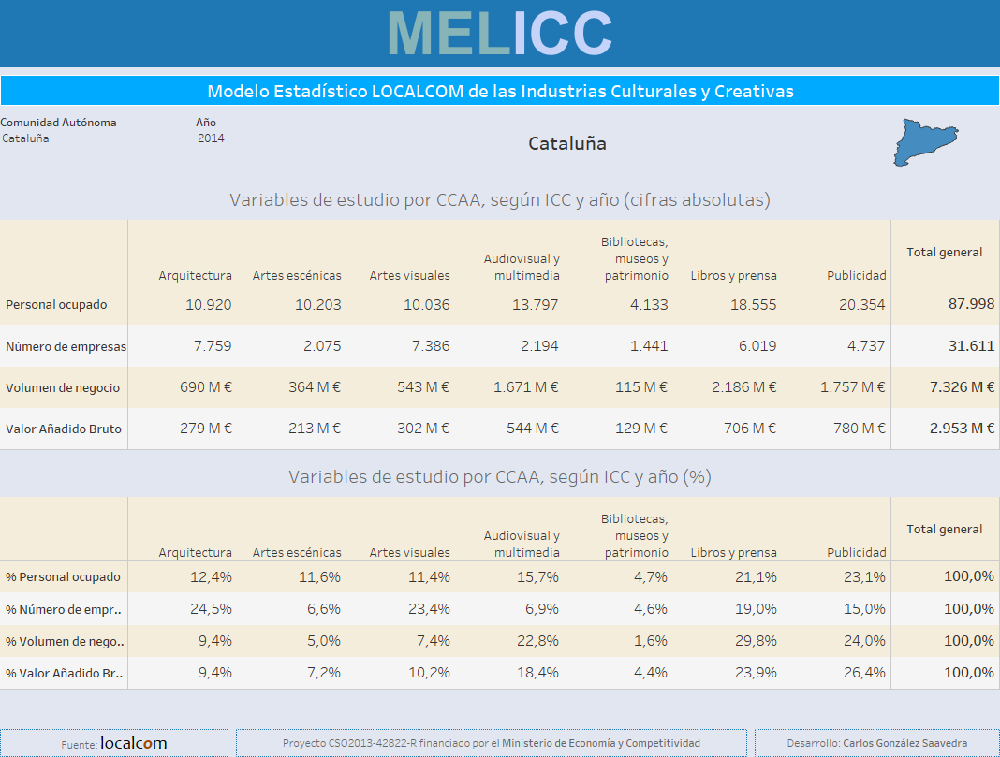 MELICC
Modelo Estadístico LOCALCOM de las Industrias Culturales y Creativas
Comunidad Autónoma
Cataluña
Año
2014
Cataluña
Variables de estudio por CCAA, según ICC y año (cifras absolutas)
Arquitectura Artes escénicas Artes visuales Audiovisual y multimedia Bibliotecas, museos y patrimonio Libros y prensa Publicidad Total general
Personal ocupado 10.920 10.203 10.036 13.797 4.133 18.555 20.354 87.998
Número de empresas 7.759 2.075 7.386 2.194 1.441 6.019 4.737 31.611
Volumen de negocio 690 M € 364 M € 543 M € 1.671 M € 115 M € 2.186 M € 1.757 M € 7.326 M €
Valor Añadido Bruto 279 M € 213 M € 302 M € 544 M € 129 M € 706 M € 780 M € 2.953 M €
Variables de estudio por CCAA, según ICC y año (%)
Arquitectura Artes escénicas Artes visuales Audiovisual y multimedia Bibliotecas, museos y patrimonio Libros y prensa Publicidad Total general
% Personal ocupado 12,4% 11,6% 11,4% 15,7% 4,7% 21,1% 23,1% 100,0%
% Número de empr.. 24,5% 6,6% 23,4% 6,9% 4,6% 19,0% 15,0% 100,0%
% Volumen de nego.. 9,4% 5,0% 7,4% 22,8% 1,6% 29,8% 24,0% 100,0%
% Valor Añadido Br.. 9,4% 7,2% 10,2% 18,4% 4,4% 23,9% 26,4% 100,0%
Fuente: localcom
Proyecto CSO2013-42822-R financiado por el Ministerio de Economía y Competitividad
Desarrollo: Carlos González Saavedra